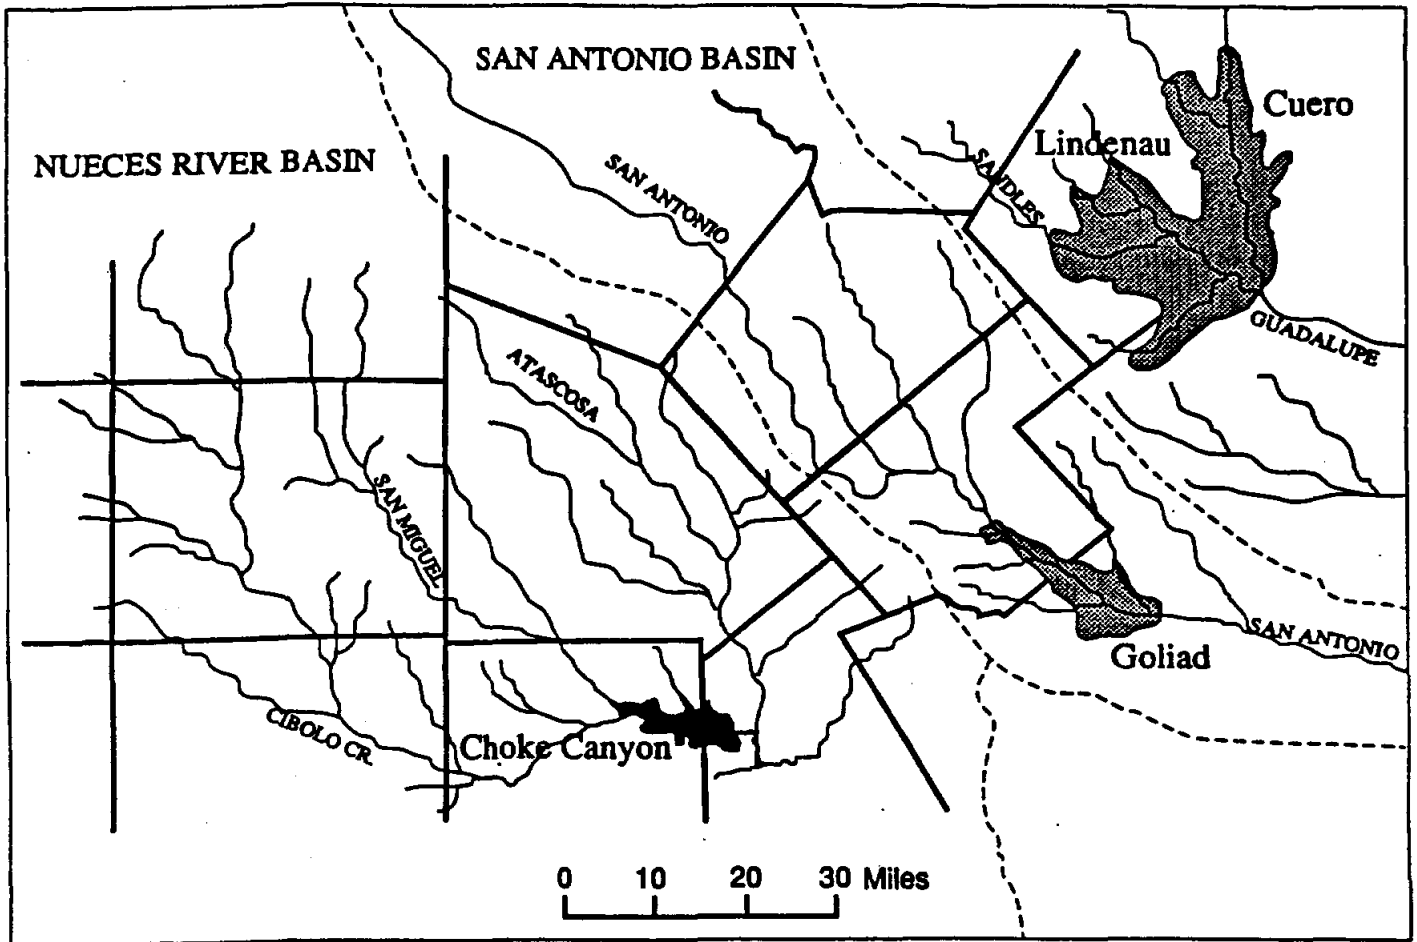 SAN ANTONIO BASIN
Cuero
Lindenau
NUECES RIVER BASIN
SAN ANTONIO
SANDLES
GUADALUPE
ATASCOSA
SAN MIGUEL
SAN ANTONIO
Goliad
CIBOLO CR.
Choke Canyon
0 10 20 30 Miles